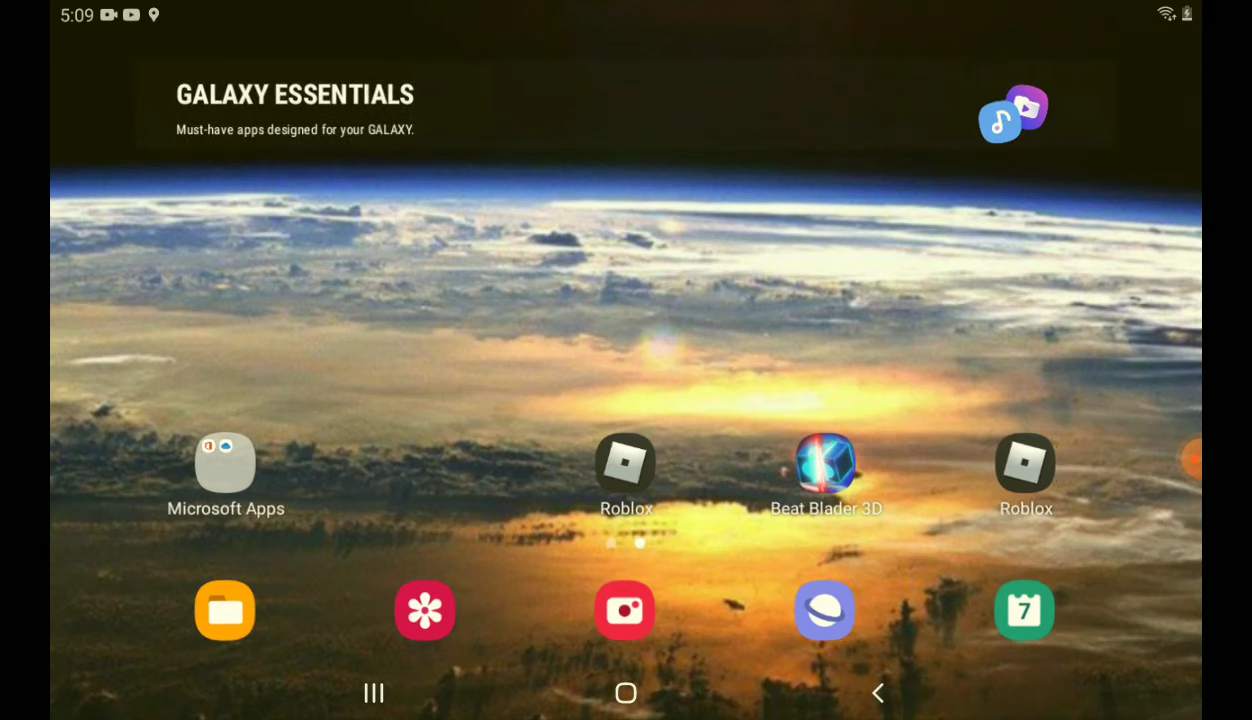 5:09
GALAXY ESSENTIALS
Must-have apps designed for your GALAXY.
Microsoft Apps
Roblox
Beat Blader 3D
Roblox
7